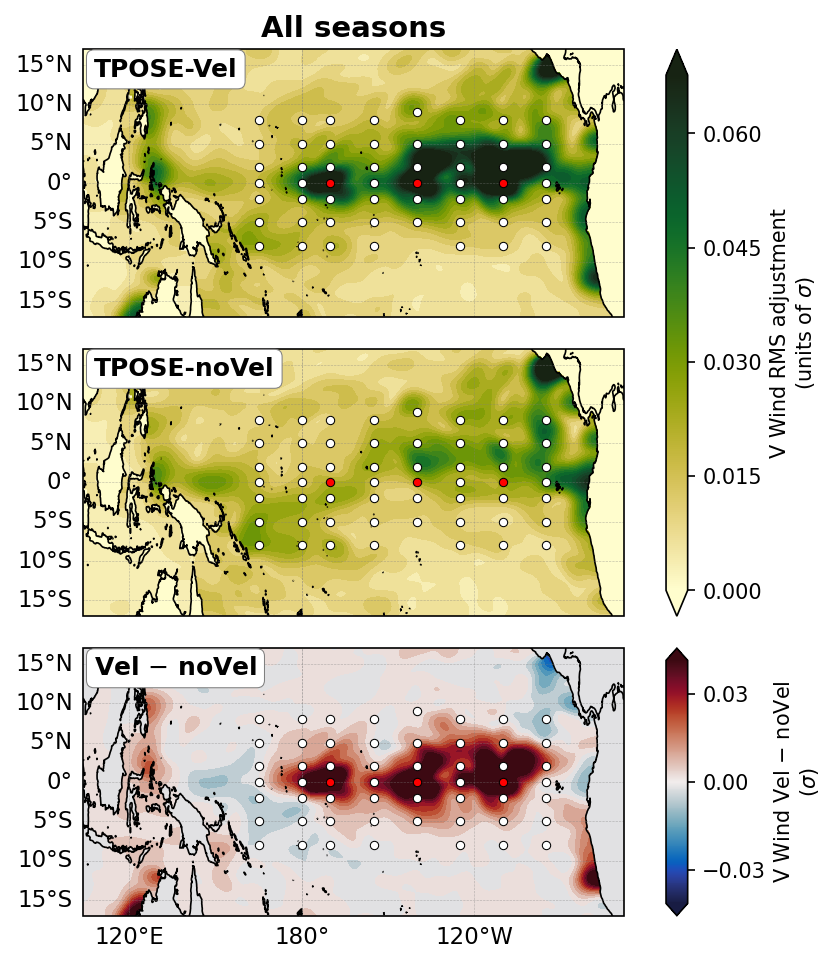 All seasons
TPOSE-Vel
15°N
10°N
5°N
0°
5°S
10°S
15°S
TPOSE-noVel
15°N
10°N
5°N
0°
5°S
10°S
15°S
0.060
0.045
0.030
0.015
0.000
V Wind RMS adjustment
(units of σ)
Vel − noVel
15°N
10°N
5°N
0°
5°S
10°S
15°S
120°E
180°
120°W
0.03
0.00
−0.03
V Wind Vel − noVel
(σ)